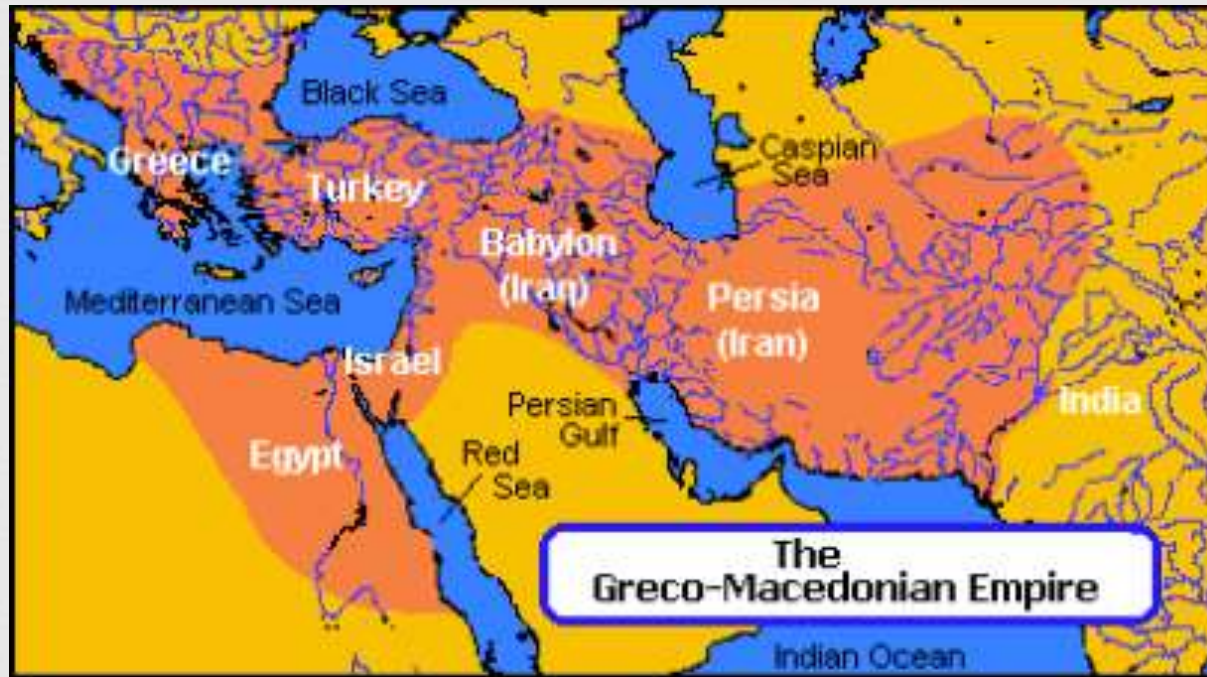 Black Sea
Greece
Turkey
Caspian
Sea
Babylon
(Iraq)
Mediterranean Sea
Persia
(Iran)
Israel
India
Persian
Gulf
Egypt
Red
Sea
The
Greco-Macedonian Empire
Indian Ocean